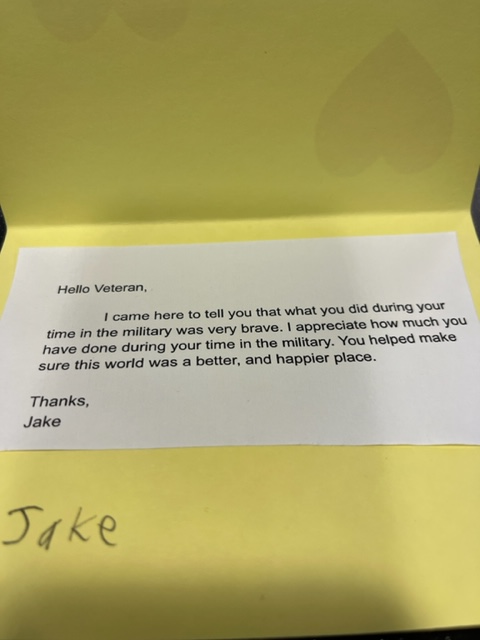 Hello Veteran,
I came here to tell you that what you did during your
time in the military was very brave. I appreciate how much you
have done during your time in the military. You helped make
sure this world was a better, and happier place.
Thanks,
Jake
Jake